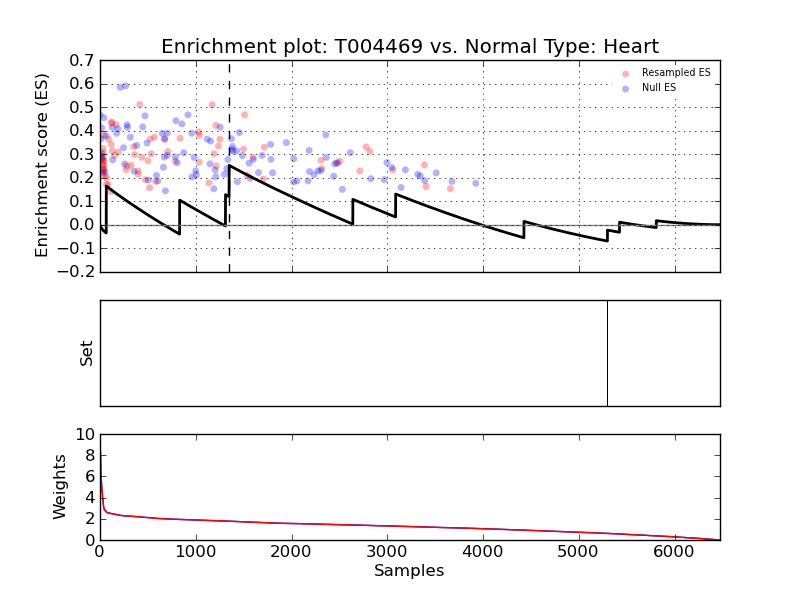 Enrichment plot: T004469 vs. Normal Type: Heart
Enrichment score (ES)
0.7
0.6
0.5
0.4
0.3
0.2
0.1
0.0
−0.1
−0.2
Resampled ES
Null ES
Set
Weights
10
8
6
4
2
0
0 1000 2000 3000 4000 5000 6000
Samples